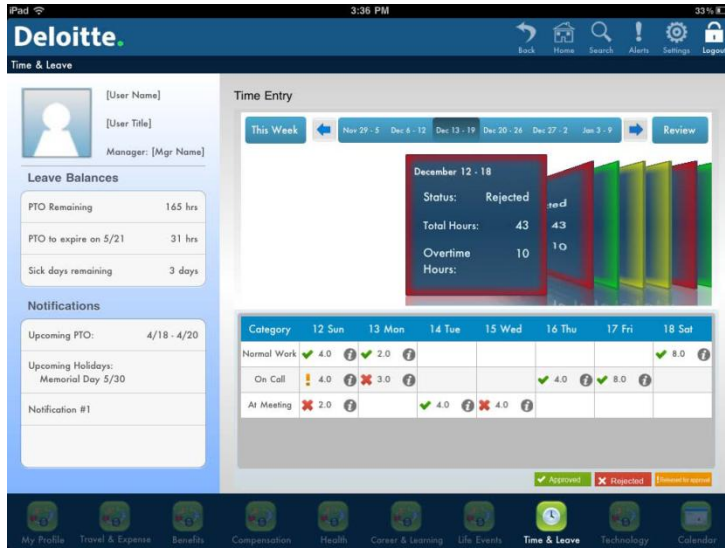 iPad 3:36 PM 33%
Deloitte.
Back Home Search Alerts Settings Logout
Time & Leave
[User Name]
[User Title]
Manager: [Mgr Name]
Leave Balances
PTO Remaining 165 hrs
PTO to expire on 5/21 31 hrs
Sick days remaining 3 days
Notifications
Upcoming PTO: 4/18 - 4/20
Upcoming Holidays:
Memorial Day 5/30
Notification #1
Time Entry
This Week Nov 29 - 5 Dec 6 - 12 Dec 13 - 19 Dec 20 - 26 Dec 27 - 2 Jan 3 - 9 Review
December 12 - 18
Status: Rejected
Total Hours: 43
Overtime 10
Hours:
43
10
Category 12 Sun 13 Mon 14 Tue 15 Wed 16 Thu 17 Fri 18 Sat
Normal Work 4.0 2.0 8.0
On Call 4.0 3.0 4.0 8.0
At Meeting 2.0 4.0 4.0
Approved Rejected
My Profile Travel & Expense Benefits Compensation Health Career & Learning Life Events Time & Leave Technology Calendar